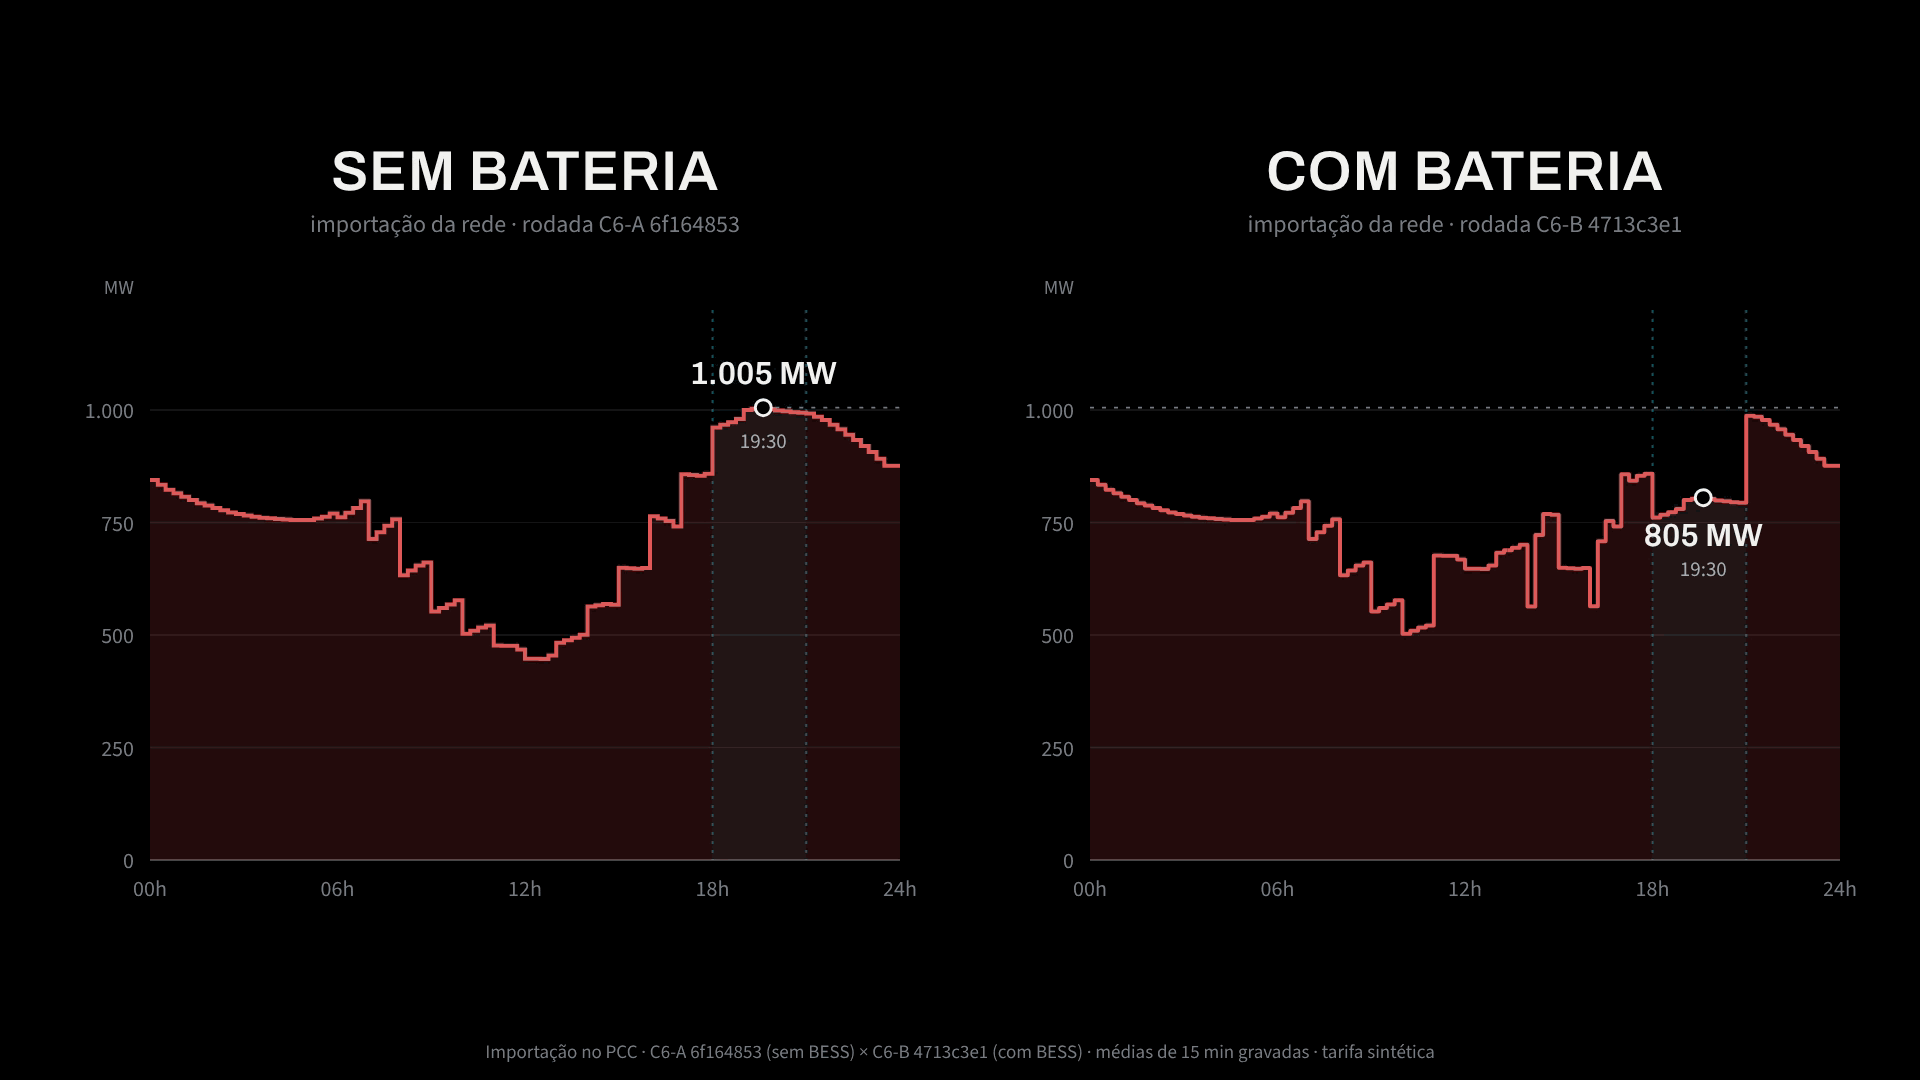 SEM BATERIA
importação da rede · rodada C6-A 6f164853
MW
1.005 MW
19:30
1.000
750
500
250
0
00h
06h
12h
18h
24h
COM BATERIA
importação da rede · rodada C6-B 4713c3e1
MW
1.000
750
500
250
0
805 MW
19:30
00h
06h
12h
18h
24h
Importação no PCC · C6-A 6f164853 (sem BESS) × C6-B 4713c3e1 (com BESS) · médias de 15 min gravadas · tarifa sintética